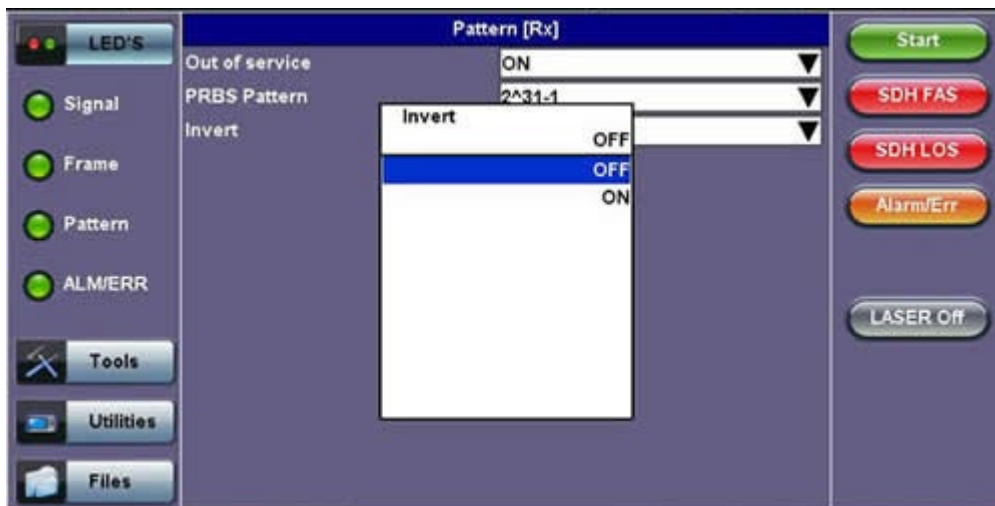 LED'S
Signal
Frame
Pattern
ALM/ERR
Tools
Utilities
Files
Pattern [Rx]
Out of service ON
PRBS Pattern 2^31-1
Invert
Invert
OFF
OFF
ON
Start
SDH FAS
SDH LOS
Alarm/Err
LASER Off